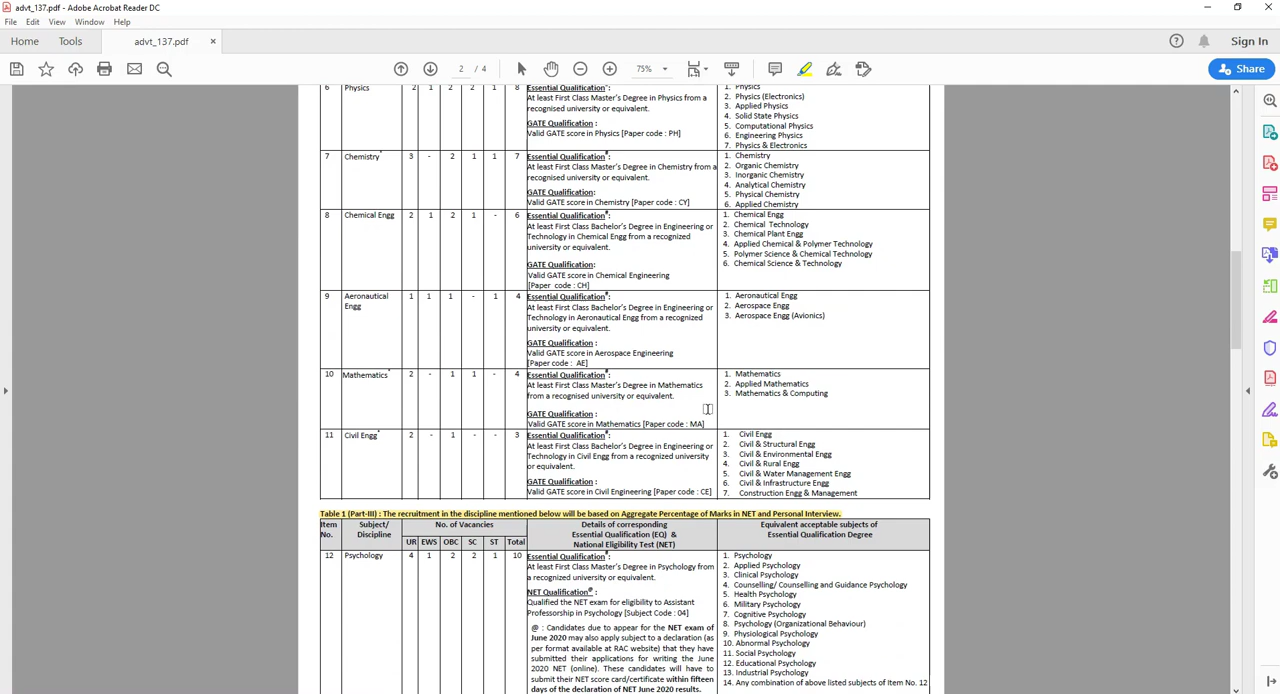 advt_137.pdf - Adobe Acrobat Reader DC
File Edit View Window Help
Home Tools advt_137.pdf × Sign In
2 / 4 75% Share
6 Physics 2 1 2 2 1 8 Essential Qualification#:
At least First Class Master's Degree in Physics from a
recognised university or equivalent.
GATE Qualification :
Valid GATE score in Physics [Paper code : PH]
1. Physics
2. Physics (Electronics)
3. Applied Physics
4. Solid State Physics
5. Computational Physics
6. Engineering Physics
7. Physics & Electronics
7 Chemistry* 3 - 2 1 1 7 Essential Qualification#:
At least First Class Master's Degree in Chemistry from a
recognised university or equivalent.
GATE Qualification:
Valid GATE score in Chemistry [Paper code : CY]
1. Chemistry
2. Organic Chemistry
3. Inorganic Chemistry
4. Analytical Chemistry
5. Physical Chemistry
6. Applied Chemistry
8 Chemical Engg 2 1 2 1 - 6 Essential Qualification#:
At least First Class Bachelor's Degree in Engineering or
Technology in Chemical Engg from a recognized
university or equivalent.
GATE Qualification:
Valid GATE score in Chemical Engineering
[Paper code : CH]
1. Chemical Engg
2. Chemical Technology
3. Chemical Plant Engg
4. Applied Chemical & Polymer Technology
5. Polymer Science & Chemical Technology
6. Chemical Science & Technology
9 Aeronautical
Engg
1 1 1 - 1 4 Essential Qualification#:
At least First Class Bachelor's Degree in Engineering or
Technology in Aeronautical Engg from a recognized
university or equivalent.
GATE Qualification :
Valid GATE score in Aerospace Engineering
[Paper code : AE]
1. Aeronautical Engg
2. Aerospace Engg
3. Aerospace Engg (Avionics)
10 Mathematics* 2 - 1 1 - 4 Essential Qualification#:
At least First Class Master's Degree in Mathematics
from a recognised university or equivalent.
GATE Qualification :
Valid GATE score in Mathematics [Paper code : MA]
1. Mathematics
2. Applied Mathematics
3. Mathematics & Computing
11 Civil Engg* 2 - 1 - - 3 Essential Qualification#:
At least First Class Bachelor's Degree in Engineering or
Technology in Civil Engg from a recognized university
or equivalent.
GATE Qualification:
Valid GATE score in Civil Engineering [Paper code : CE]
1. Civil Engg
2. Civil & Structural Engg
3. Civil & Environmental Engg
4. Civil & Rural Engg
5. Civil & Water Management Engg
6. Civil & Infrastructure Engg
7. Construction Engg & Management
Table 1 (Part-III) : The recruitment in the discipline mentioned below will be based on Aggregate Percentage of Marks in NET and Personal Interview.
Item
No.
Subject/
Discipline
No. of Vacancies
UR EWS OBC SC ST Total
Details of corresponding
Essential Qualification (EQ) &
National Eligibility Test (NET)
Equivalent acceptable subjects of
Essential Qualification Degree
12 Psychology 4 1 2 2 1 10 Essential Qualification#:
At least First Class Master's Degree in Psychology from
a recognized university or equivalent.
NET Qualification@ :
Qualified the NET exam for eligibility to Assistant
Professorship in Psychology [Subject Code : 04]
@ : Candidates due to appear for the NET exam of
June 2020 may also apply subject to a declaration (as
per format available at RAC website) that they have
submitted their applications for writing the June
2020 NET (online). These candidates will have to
submit their NET score card/certificate within fifteen
days of the declaration of NET June 2020 results.
1. Psychology
2. Applied Psychology
3. Clinical Psychology
4. Counselling/ Counselling and Guidance Psychology
5. Health Psychology
6. Military Psychology
7. Cognitive Psychology
8. Psychology (Organizational Behaviour)
9. Physiological Psychology
10. Abnormal Psychology
11. Social Psychology
12. Educational Psychology
13. Industrial Psychology
14. Any combination of above listed subjects of Item No. 12